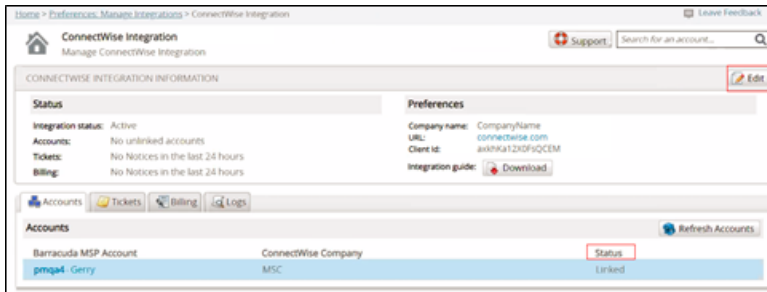 Home > Preferences: Manage Integrations > ConnectWise Integration
Leave Feedback
ConnectWise Integration
Manage ConnectWise Integration
Support
Search for an account...
CONNECTWISE INTEGRATION INFORMATION
Edit
Status
Preferences
Integration status: Active
Accounts: No unlinked accounts
Tickets: No Notices in the last 24 hours
Billing: No Notices in the last 24 hours
Company name: CompanyName
URL: connectwise.com
Client Id:
Integration guide: Download
Accounts
Tickets
Billing
Logs
Accounts
Refresh Accounts
Barracuda MSP Account
ConnectWise Company
Status
pmqa4 - Gerry
MSC
Linked